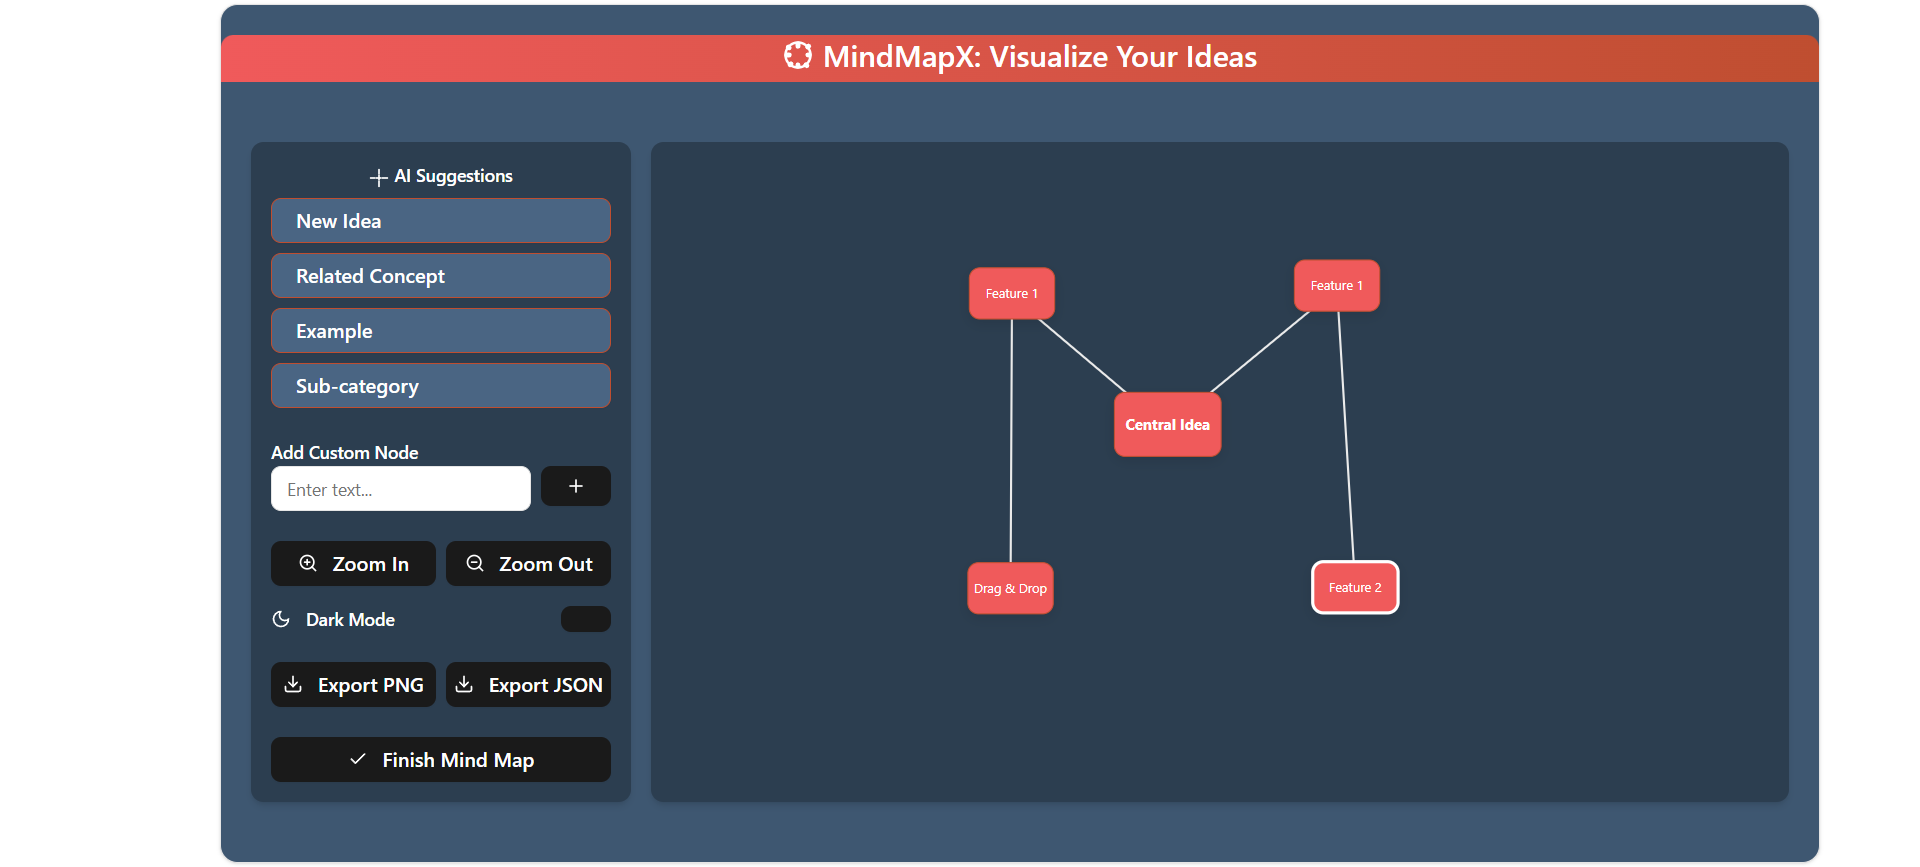 MindMapX: Visualize Your Ideas
AI Suggestions
New Idea
Related Concept
Example
Sub-category
Add Custom Node
Enter text...
Zoom In
Zoom Out
Dark Mode
Export PNG
Export JSON
Finish Mind Map
Feature 1
Feature 1
Central Idea
Drag & Drop
Feature 2